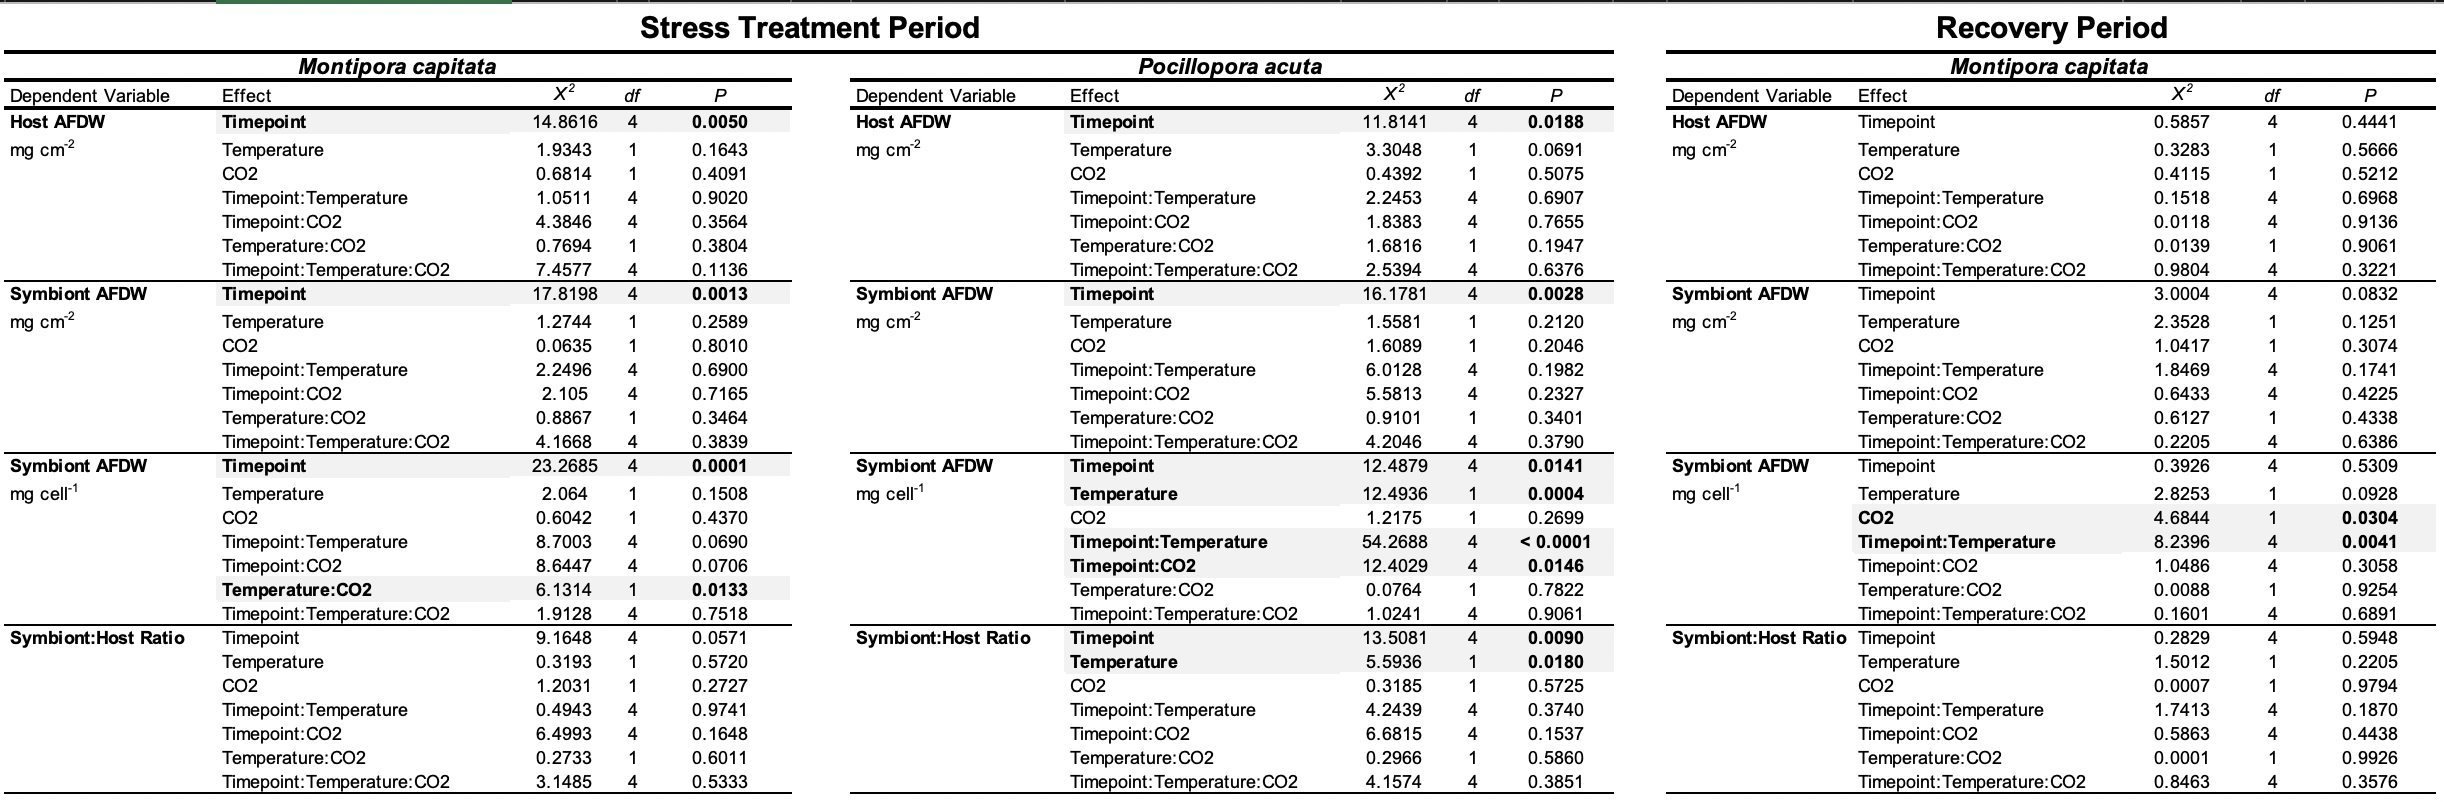 Stress Treatment Period Recovery Period
Montipora capitata Pocillopora acuta Montipora capitata
Dependent Variable Effect X² df P Dependent Variable Effect X² df P Dependent Variable Effect X² df P
Host AFDW Timepoint 14.8616 4 0.0050 Host AFDW Timepoint 11.8141 4 0.0188 Host AFDW Timepoint 0.5857 4 0.4441
mg cm⁻² Temperature 1.9343 1 0.1643 mg cm⁻² Temperature 3.3048 1 0.0691 mg cm⁻² Temperature 0.3283 1 0.5666
CO2 0.6814 1 0.4091 CO2 0.4392 1 0.5075 CO2 0.4115 1 0.5212
Timepoint:Temperature 1.0511 4 0.9020 Timepoint:Temperature 2.2453 4 0.6907 Timepoint:Temperature 0.1518 4 0.6968
Timepoint:CO2 4.3846 4 0.3564 Timepoint:CO2 1.8383 4 0.7655 Timepoint:CO2 0.0118 4 0.9136
Temperature:CO2 0.7694 1 0.3804 Temperature:CO2 1.6816 1 0.1947 Temperature:CO2 0.0139 1 0.9061
Timepoint:Temperature:CO2 7.4577 4 0.1136 Timepoint:Temperature:CO2 2.5394 4 0.6376 Timepoint:Temperature:CO2 0.9804 4 0.3221
Symbiont AFDW Timepoint 17.8198 4 0.0013 Symbiont AFDW Timepoint 16.1781 4 0.0028 Symbiont AFDW Timepoint 3.0004 4 0.0832
mg cm⁻² Temperature 1.2744 1 0.2589 mg cm⁻² Temperature 1.5581 1 0.2120 mg cm⁻² Temperature 2.3528 1 0.1251
CO2 0.0635 1 0.8010 CO2 1.6089 1 0.2046 CO2 1.0417 1 0.3074
Timepoint:Temperature 2.2496 4 0.6900 Timepoint:Temperature 6.0128 4 0.1982 Timepoint:Temperature 1.8469 4 0.1741
Timepoint:CO2 2.105 4 0.7165 Timepoint:CO2 5.5813 4 0.2327 Timepoint:CO2 0.6433 4 0.4225
Temperature:CO2 0.8867 1 0.3464 Temperature:CO2 0.9101 1 0.3401 Temperature:CO2 0.6127 1 0.4338
Timepoint:Temperature:CO2 4.1668 4 0.3839 Timepoint:Temperature:CO2 4.2046 4 0.3790 Timepoint:Temperature:CO2 0.2205 4 0.6386
Symbiont AFDW Timepoint 23.2685 4 0.0001 Symbiont AFDW Timepoint 12.4879 4 0.0141 Symbiont AFDW Timepoint 0.3926 4 0.5309
mg cell⁻¹ Temperature 2.064 1 0.1508 mg cell⁻¹ Temperature 12.4936 1 0.0004 mg cell⁻¹ Temperature 2.8253 1 0.0928
CO2 0.6042 1 0.4370 CO2 1.2175 1 0.2699 CO2 4.6844 1 0.0304
Timepoint:Temperature 8.7003 4 0.0690 Timepoint:Temperature 54.2688 4 < 0.0001 Timepoint:Temperature 8.2396 4 0.0041
Timepoint:CO2 8.6447 4 0.0706 Timepoint:CO2 12.4029 4 0.0146 Timepoint:CO2 1.0486 4 0.3058
Temperature:CO2 6.1314 1 0.0133 Temperature:CO2 0.0764 1 0.7822 Temperature:CO2 0.0088 1 0.9254
Timepoint:Temperature:CO2 1.9128 4 0.7518 Timepoint:Temperature:CO2 1.0241 4 0.9061 Timepoint:Temperature:CO2 0.1601 4 0.6891
Symbiont:Host Ratio Timepoint 9.1648 4 0.0571 Symbiont:Host Ratio Timepoint 13.5081 4 0.0090 Symbiont:Host Ratio Timepoint 0.2829 4 0.5948
Temperature 0.3193 1 0.5720 Temperature 5.5936 1 0.0180 Temperature 1.5012 1 0.2205
CO2 1.2031 1 0.2727 CO2 0.3185 1 0.5725 CO2 0.0007 1 0.9794
Timepoint:Temperature 0.4943 4 0.9741 Timepoint:Temperature 4.2439 4 0.3740 Timepoint:Temperature 1.7413 4 0.1870
Timepoint:CO2 6.4993 4 0.1648 Timepoint:CO2 6.6815 4 0.1537 Timepoint:CO2 0.5863 4 0.4438
Temperature:CO2 0.2733 1 0.6011 Temperature:CO2 0.2966 1 0.5860 Temperature:CO2 0.0001 1 0.9926
Timepoint:Temperature:CO2 3.1485 4 0.5333 Timepoint:Temperature:CO2 4.1574 4 0.3851 Timepoint:Temperature:CO2 0.8463 4 0.3576